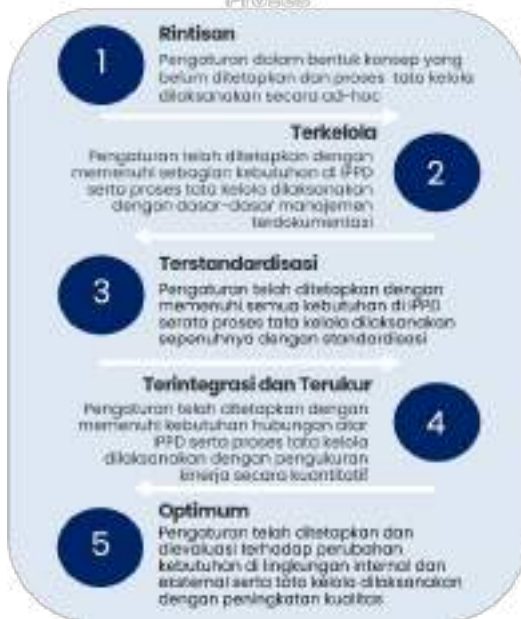 Proses
1
Rintisan
Pengaturan dalam bentuk konsep yang
belum ditetapkan dan proses tata kelola
dilaksanakan secara ad-hoc
Terkelola
Pengaturan telah ditetapkan dengan
memenuhi sebagian kebutuhan di IPPD
serta proses tata kelola dilaksanakan
dengan dasar-dasar manajemen
terdokumentasi
2
3
Terstandardisasi
Pengaturan telah ditetapkan dengan
memenuhi semua kebutuhan di IPPD
serata proses tata kelola dilaksanakan
sepenuhnya dengan standardisasi
Terintegrasi dan Terukur
Pengaturan telah ditetapkan dengan
memenuhi kebutuhan hubungan atar
IPPD serta proses tata kelola
dilaksanakan dengan pengukuran
kinerja secara kuantitatif
4
5
Optimum
Pengaturan telah ditetapkan dan
dievaluasi terhadap perubahan
kebutuhan di lingkungan internal dan
eksternal serta tata kelola dilaksanakan
dengan peningkatan kualitas